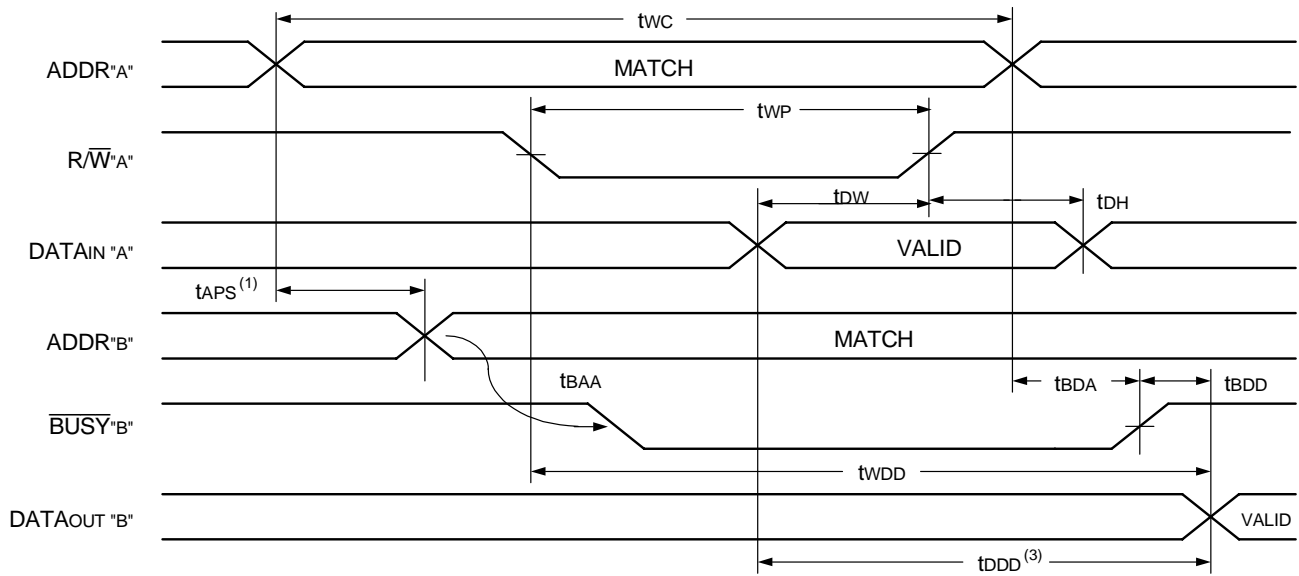 tWC
ADDR"A"
MATCH
tWP
R/W̅"A"
tDW
tDH
DATAIN "A"
VALID
tAPS(1)
ADDR"B"
MATCH
tBAA
tBDA
tBDD
B̅U̅S̅Y̅"B"
tWDD
DATAOUT "B"
VALID
tDDD(3)